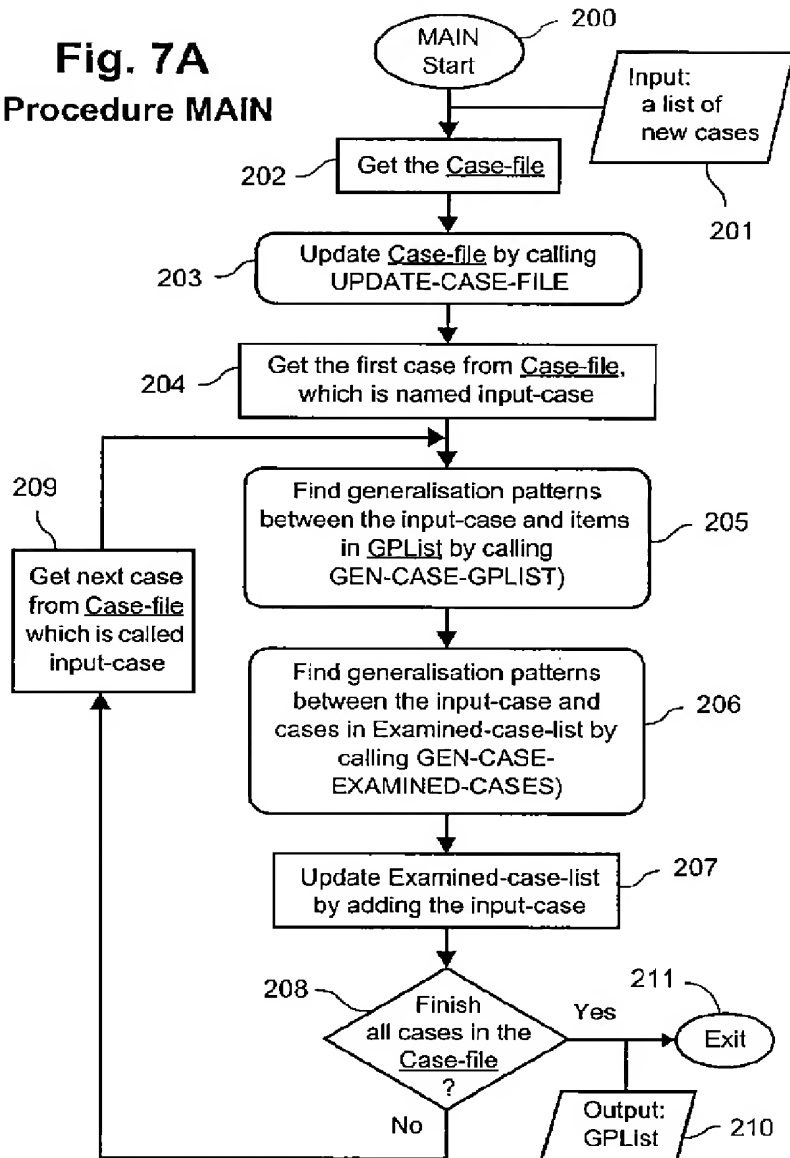 Fig. 7A
Procedure MAIN
MAIN
Start
200
Input:
a list of
new cases
201
202
Get the Case-file
203
Update Case-file by calling
UPDATE-CASE-FILE
204
Get the first case from Case-file,
which is named input-case
209
Get next case
from Case-file
which is called
input-case
Find generalisation patterns
between the input-case and items
in GPList by calling
GEN-CASE-GPLIST)
205
Find generalisation patterns
between the input-case and
cases in Examined-case-list by
calling GEN-CASE-
EXAMINED-CASES)
206
Update Examined-case-list
by adding the input-case
207
208
Finish
all cases in the
Case-file
?
Yes
No
211
Exit
Output:
GPList
210